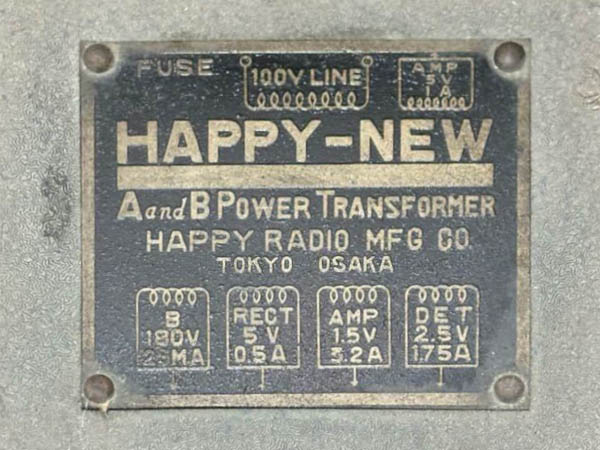 FUSE
100V LINE
AMP
5V
1A
HAPPY-NEW
A and B POWER TRANSFORMER
HAPPY RADIO MFG CO.
TOKYO OSAKA
B
180V
MA
RECT
5V
0.5A
AMP
1.5V
3.2A
DET
2.5V
1.75A